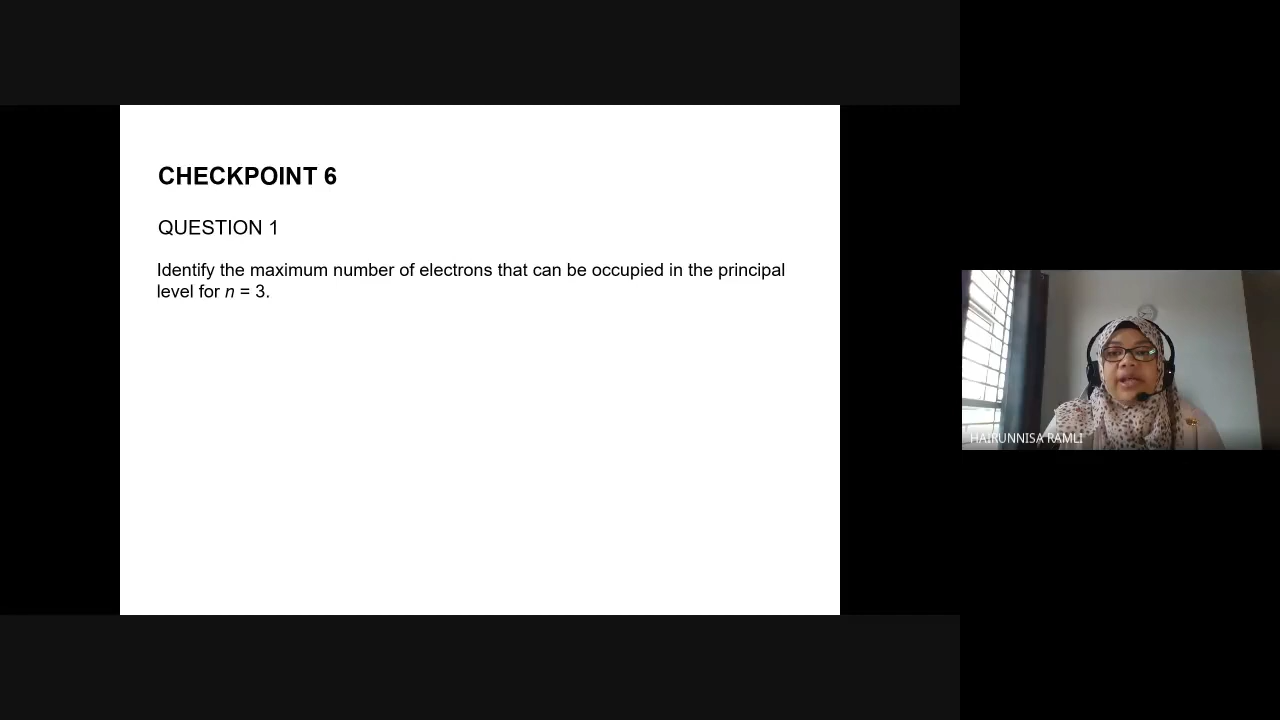 CHECKPOINT 6
QUESTION 1
Identify the maximum number of electrons that can be occupied in the principal
level for n = 3.
HAIRUNNISA RAMLI